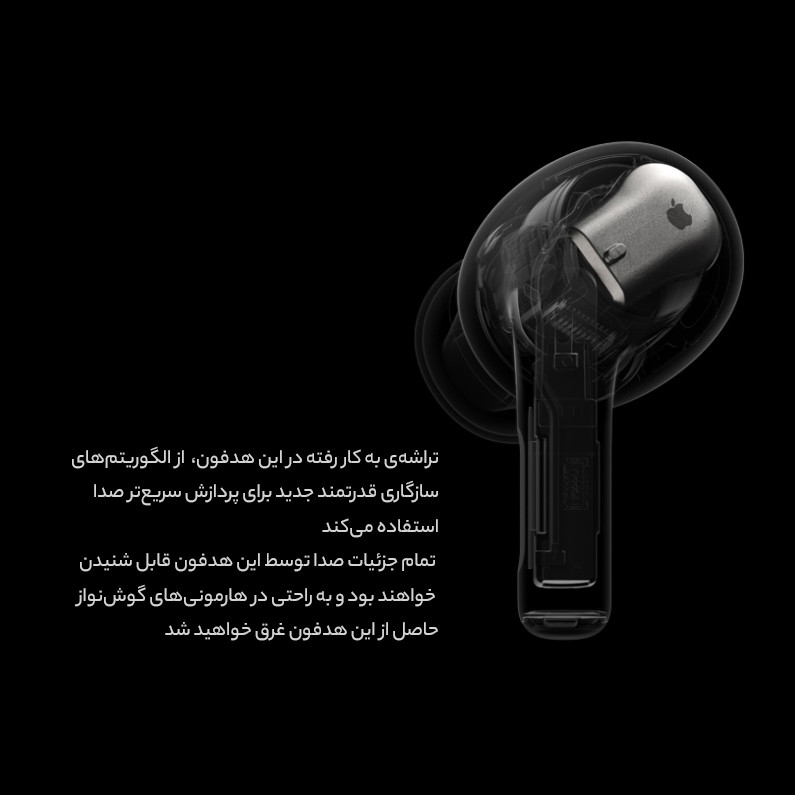 تراشه‌ی به کار رفته در این هدفون، از الگوریتم‌های
سازگاری قدرتمند جدید برای پردازش سریع‌تر صدا
استفاده می‌کند
تمام جزئیات صدا توسط این هدفون قابل شنیدن
خواهند بود و به راحتی در هارمونی‌های گوش‌نواز
حاصل از این هدفون غرق خواهید شد